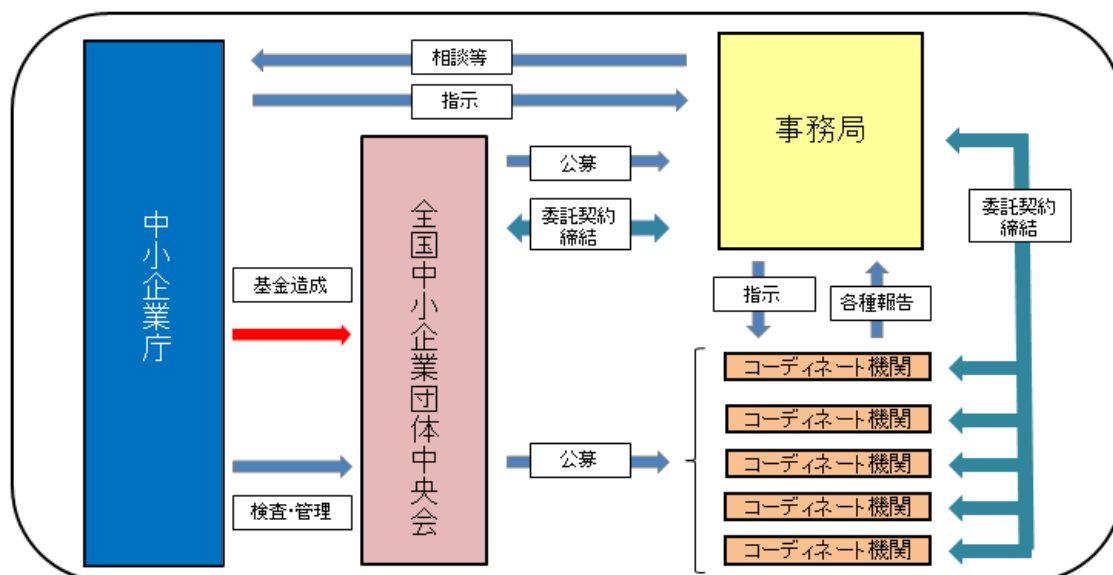 相談等
指示
中小企業庁
基金造成
検査・管理
全国中小企業団体中央会
公募
委託契約
締結
公募
事務局
指示
各種報告
委託契約
締結
コーディネート機関
コーディネート機関
コーディネート機関
コーディネート機関
コーディネート機関